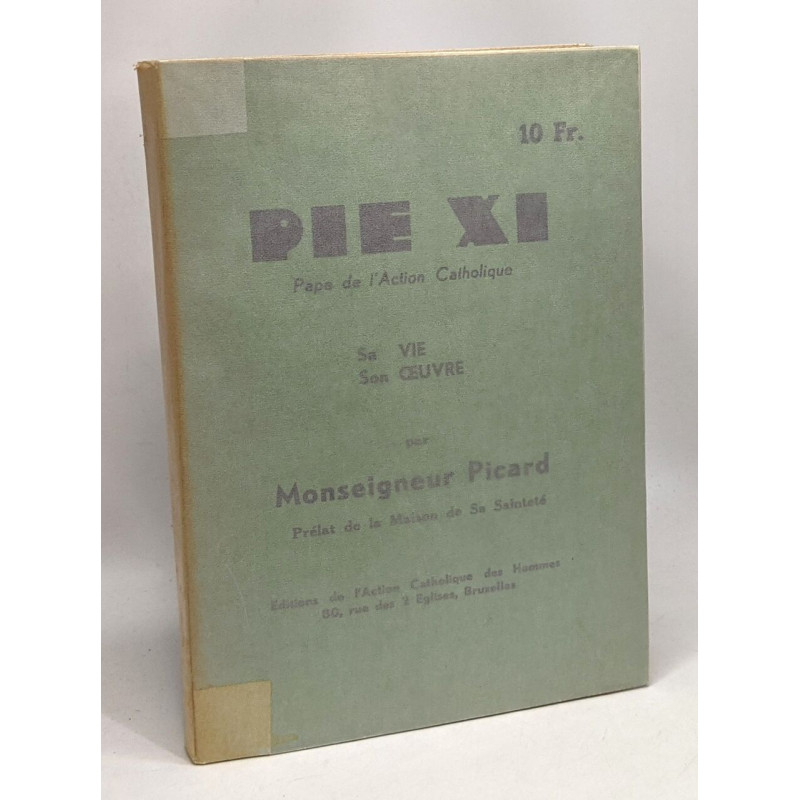 10 Fr.
PIE XI
Pape de l'Action Catholique
Sa VIE
Son ŒUVRE
par
Monseigneur Picard
Prélat de la Maison de Sa Sainteté
Editions de l'Action Catholique des Hommes
80, rue des 2 Eglises, Bruxelles